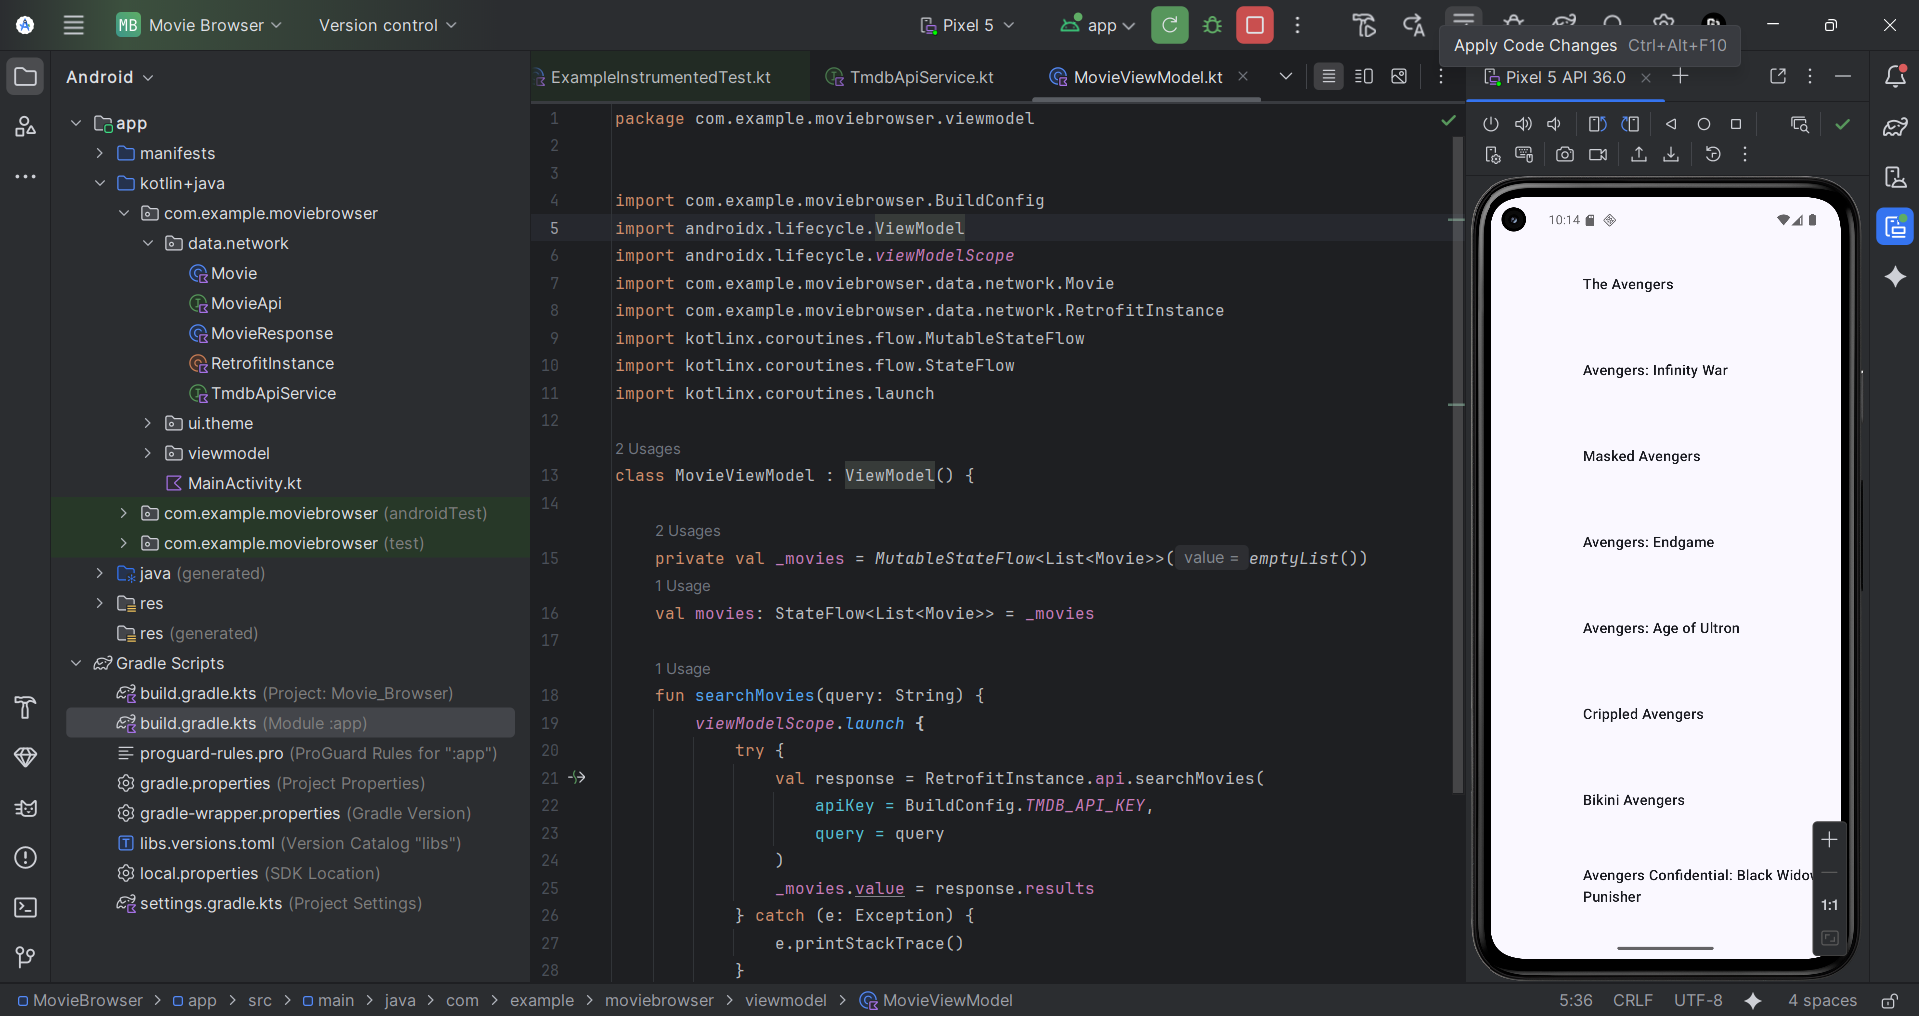 MB Movie Browser
Version control
Pixel 5
app
Apply Code Changes Ctrl+Alt+F10
Android
app
manifests
kotlin+java
com.example.moviebrowser
data.network
Movie
MovieApi
MovieResponse
RetrofitInstance
TmdbApiService
ui.theme
viewmodel
MainActivity.kt
com.example.moviebrowser (androidTest)
com.example.moviebrowser (test)
java (generated)
res
res (generated)
Gradle Scripts
build.gradle.kts (Project: Movie_Browser)
build.gradle.kts (Module :app)
proguard-rules.pro (ProGuard Rules for ":app")
gradle.properties (Project Properties)
gradle-wrapper.properties (Gradle Version)
libs.versions.toml (Version Catalog "libs")
local.properties (SDK Location)
settings.gradle.kts (Project Settings)
ExampleInstrumentedTest.kt
TmdbApiService.kt
MovieViewModel.kt
1 package com.example.moviebrowser.viewmodel
2
3
4 import com.example.moviebrowser.BuildConfig
5 import androidx.lifecycle.ViewModel
6 import androidx.lifecycle.viewModelScope
7 import com.example.moviebrowser.data.network.Movie
8 import com.example.moviebrowser.data.network.RetrofitInstance
9 import kotlinx.coroutines.flow.MutableStateFlow
10 import kotlinx.coroutines.flow.StateFlow
11 import kotlinx.coroutines.launch
12
2 Usages
13 class MovieViewModel : ViewModel() {
14
2 Usages
15 private val _movies = MutableStateFlow<List<Movie>>( value = emptyList())
1 Usage
16 val movies: StateFlow<List<Movie>> = _movies
17
1 Usage
18 fun searchMovies(query: String) {
19 viewModelScope.launch {
20 try {
21 val response = RetrofitInstance.api.searchMovies(
22 apiKey = BuildConfig.TMDB_API_KEY,
23 query = query
24 )
25 _movies.value = response.results
26 } catch (e: Exception) {
27 e.printStackTrace()
28 }
Pixel 5 API 36.0
10:14
The Avengers
Avengers: Infinity War
Masked Avengers
Avengers: Endgame
Avengers: Age of Ultron
Crippled Avengers
Bikini Avengers
Avengers Confidential: Black Widow
Punisher
1:1
MovieBrowser > app > src > main > java > com > example > moviebrowser > viewmodel > MovieViewModel
5:36 CRLF UTF-8 4 spaces